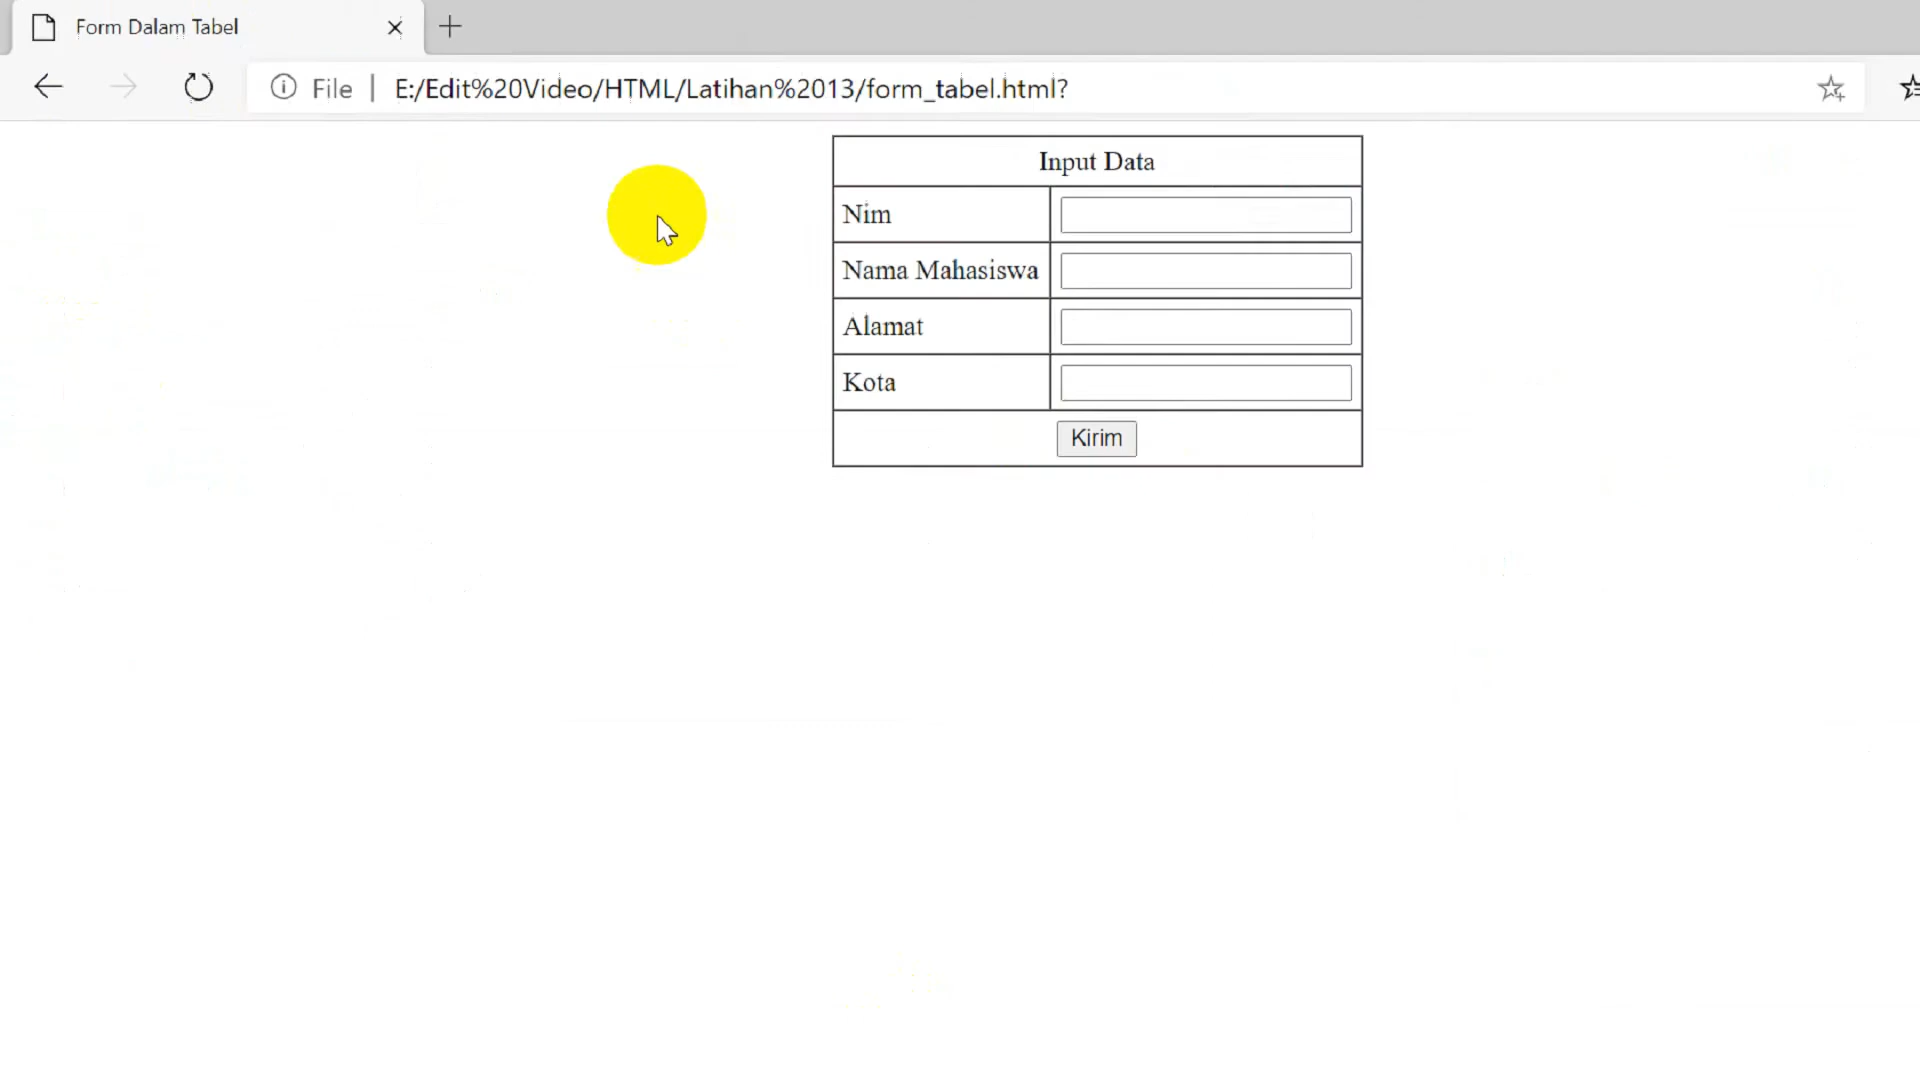 Form Dalam Tabel
File | E:/Edit%20Video/HTML/Latihan%2013/form_tabel.html?
Input Data
Nim
Nama Mahasiswa
Alamat
Kota
Kirim